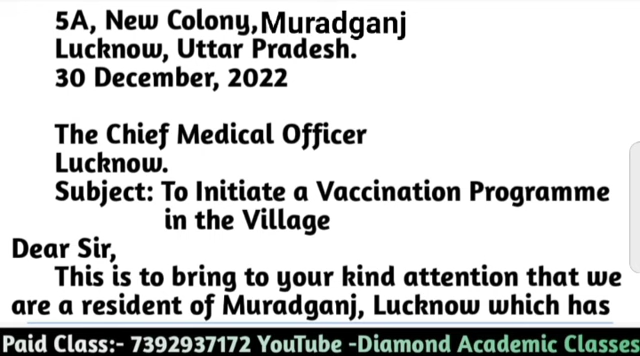 5A, New Colony, Muradganj
Lucknow, Uttar Pradesh.
30 December, 2022
The Chief Medical Officer
Lucknow.
Subject: To Initiate a Vaccination Programme
in the Village
Dear Sir,
This is to bring to your kind attention that we
are a resident of Muradganj, Lucknow which has
Paid Class:- 7392937172 YouTube -Diamond Academic Classes